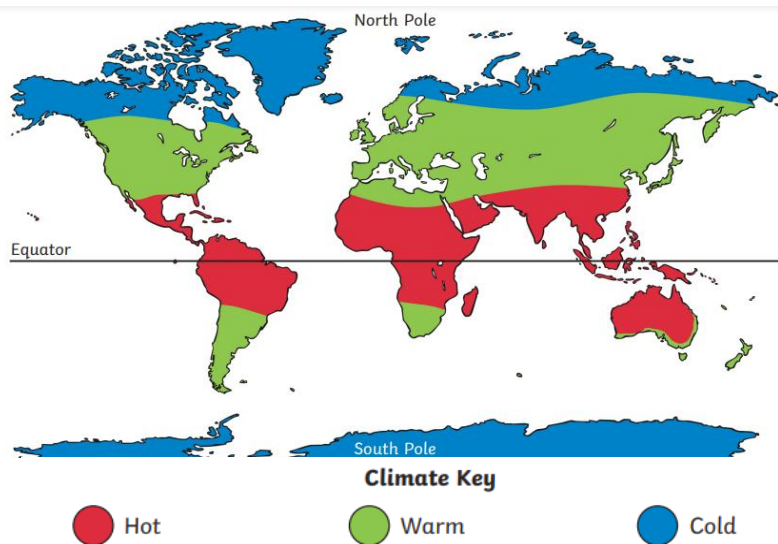 North Pole
Equator
South Pole
Climate Key
Hot Warm Cold